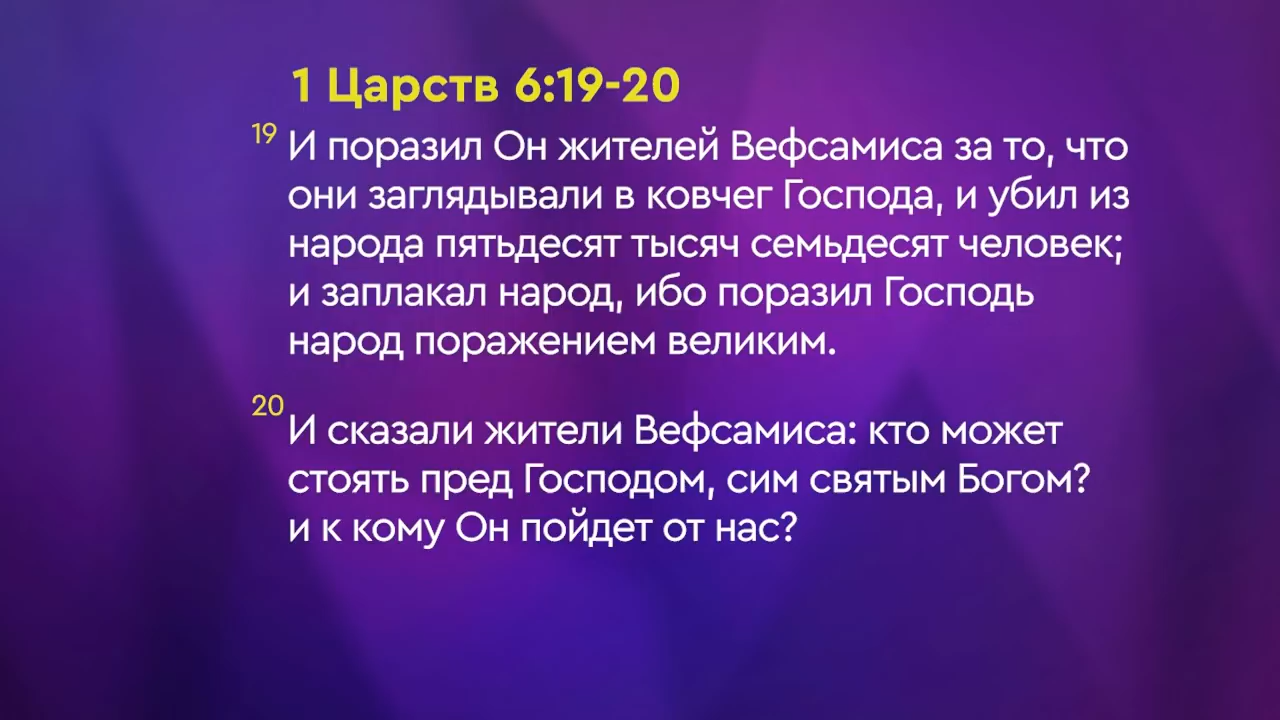 1 Царств 6:19-20
19 И поразил Он жителей Вефсамиса за то, что
они заглядывали в ковчег Господа, и убил из
народа пятьдесят тысяч семьдесят человек;
и заплакал народ, ибо поразил Господь
народ поражением великим.
20 И сказали жители Вефсамиса: кто может
стоять пред Господом, сим святым Богом?
и к кому Он пойдет от нас?